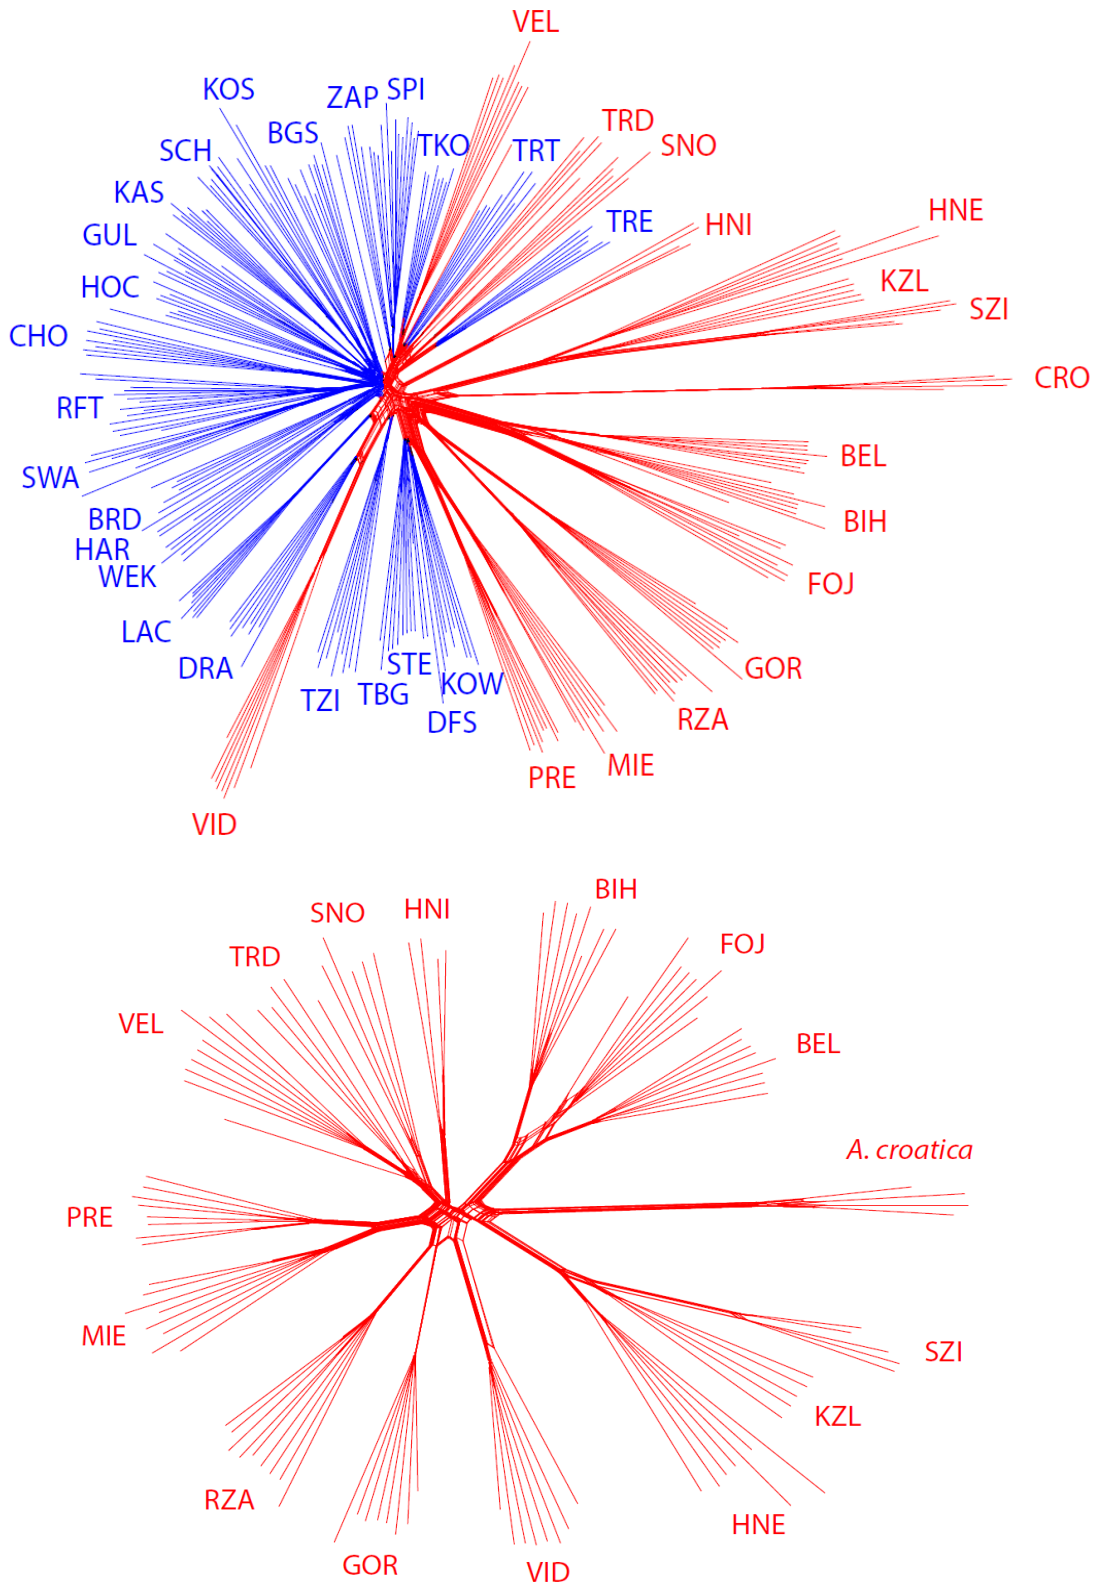 VEL
KOS
ZAP
SPI
BGS
TRD
SCH
TKO
TRT
SNO
KAS
HNE
GUL
TRE
HNI
HOC
KZL
SZI
CHO
CRO
RFT
BEL
SWA
BRD
BIH
HAR
WEK
FOJ
LAC
DRA
STE
GOR
TZI
TBG
KOW
DFS
RZA
MIE
PRE
VID
BIH
SNO
HNI
FOJ
TRD
VEL
BEL
A. croatica
PRE
MIE
SZI
KZL
RZA
HNE
GOR
VID